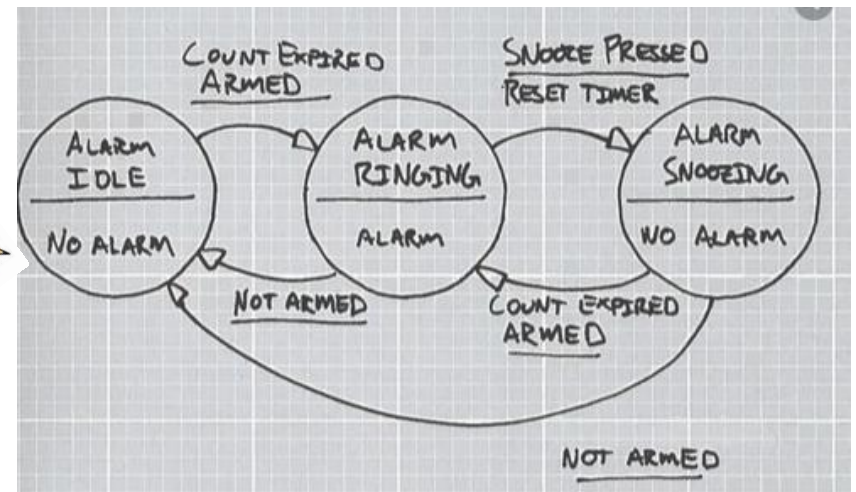 COUNT EXPIRED
ARMED
SNOOZE PRESSED
RESET TIMER
ALARM
IDLE
NO ALARM
ALARM
RINGING
ALARM
ALARM
SNOOZING
NO ALARM
NOT ARMED
COUNT EXPIRED
ARMED
NOT ARMED